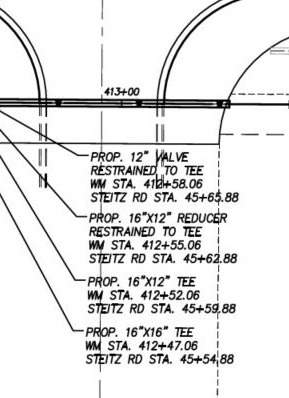 413+00
PROP. 12" VALVE
RESTRAINED TO TEE
WM STA. 412+58.06
STEITZ RD STA. 45+65.88
PROP. 16"X12" REDUCER
RESTRAINED TO TEE
WM STA. 412+55.06
STEITZ RD STA. 45+62.88
PROP. 16"X12" TEE
WM STA. 412+52.06
STEITZ RD STA. 45+59.88
PROP. 16"X16" TEE
WM STA. 412+47.06
STEITZ RD STA. 45+54.88